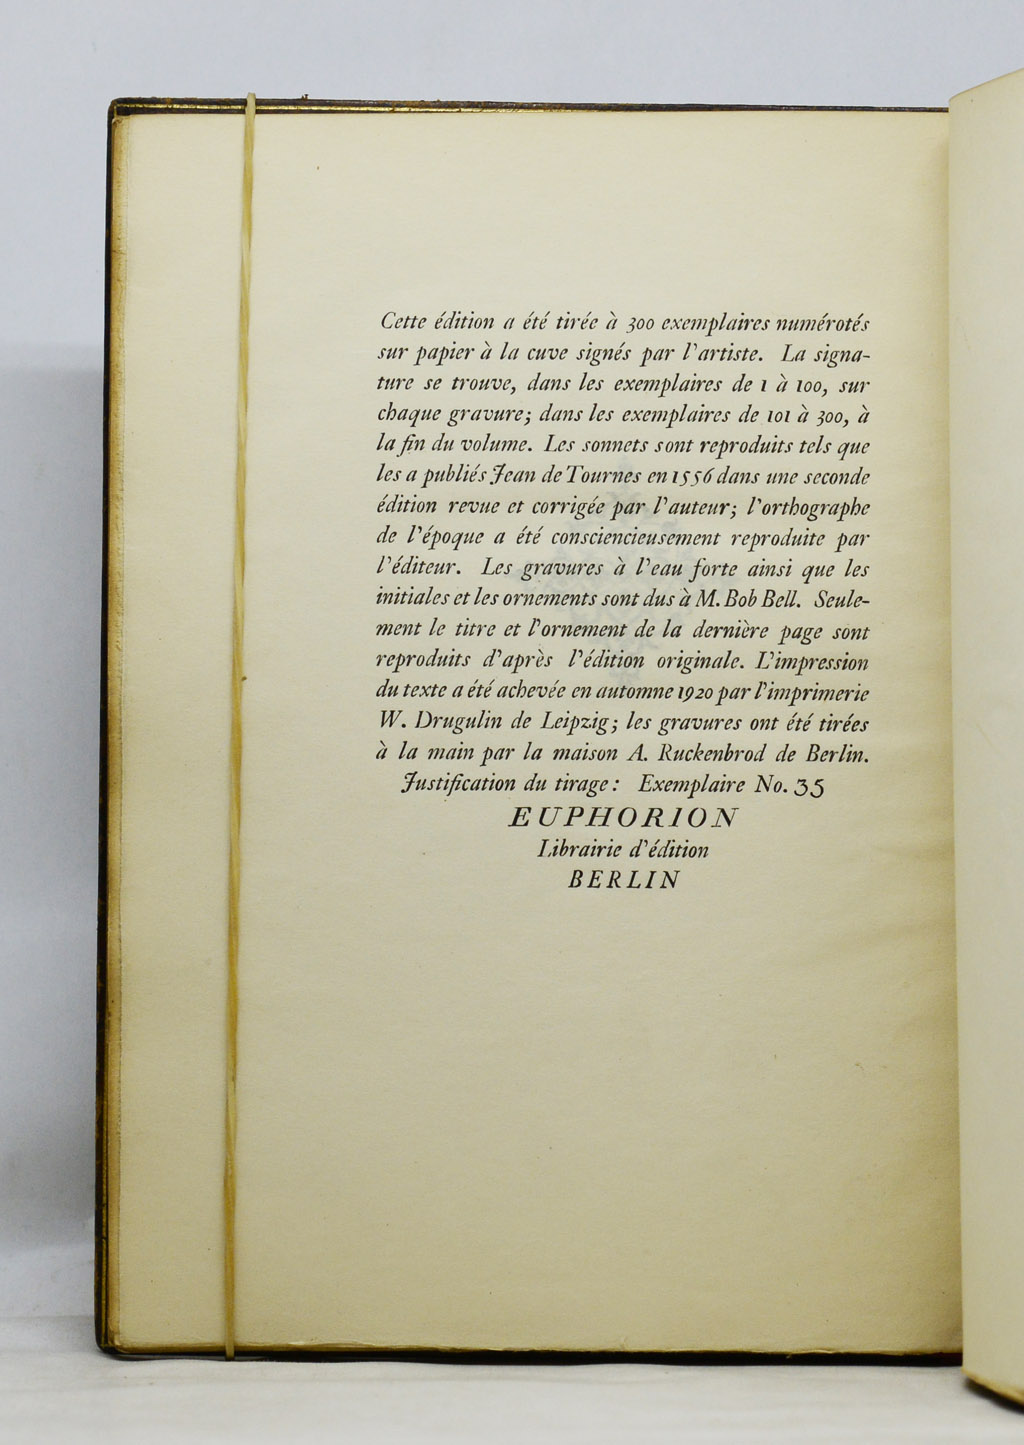 Cette édition a été tirée à 300 exemplaires numérotés
sur papier à la cuve signés par l'artiste. La signa-
ture se trouve, dans les exemplaires de 1 à 100, sur
chaque gravure; dans les exemplaires de 101 à 300, à
la fin du volume. Les sonnets sont reproduits tels que
les a publiés Jean de Tournes en 1556 dans une seconde
édition revue et corrigée par l'auteur; l'orthographe
de l'époque a été consciencieusement reproduite par
l'éditeur. Les gravures à l'eau forte ainsi que les
initiales et les ornements sont dus à M. Bob Bell. Seule-
ment le titre et l'ornement de la dernière page sont
reproduits d'après l'édition originale. L'impression
du texte a été achevée en automne 1920 par l'imprimerie
W. Drugulin de Leipzig; les gravures ont été tirées
à la main par la maison A. Ruckenbrod de Berlin.
Justification du tirage: Exemplaire No. 35
EUPHORION
Librairie d'édition
BERLIN